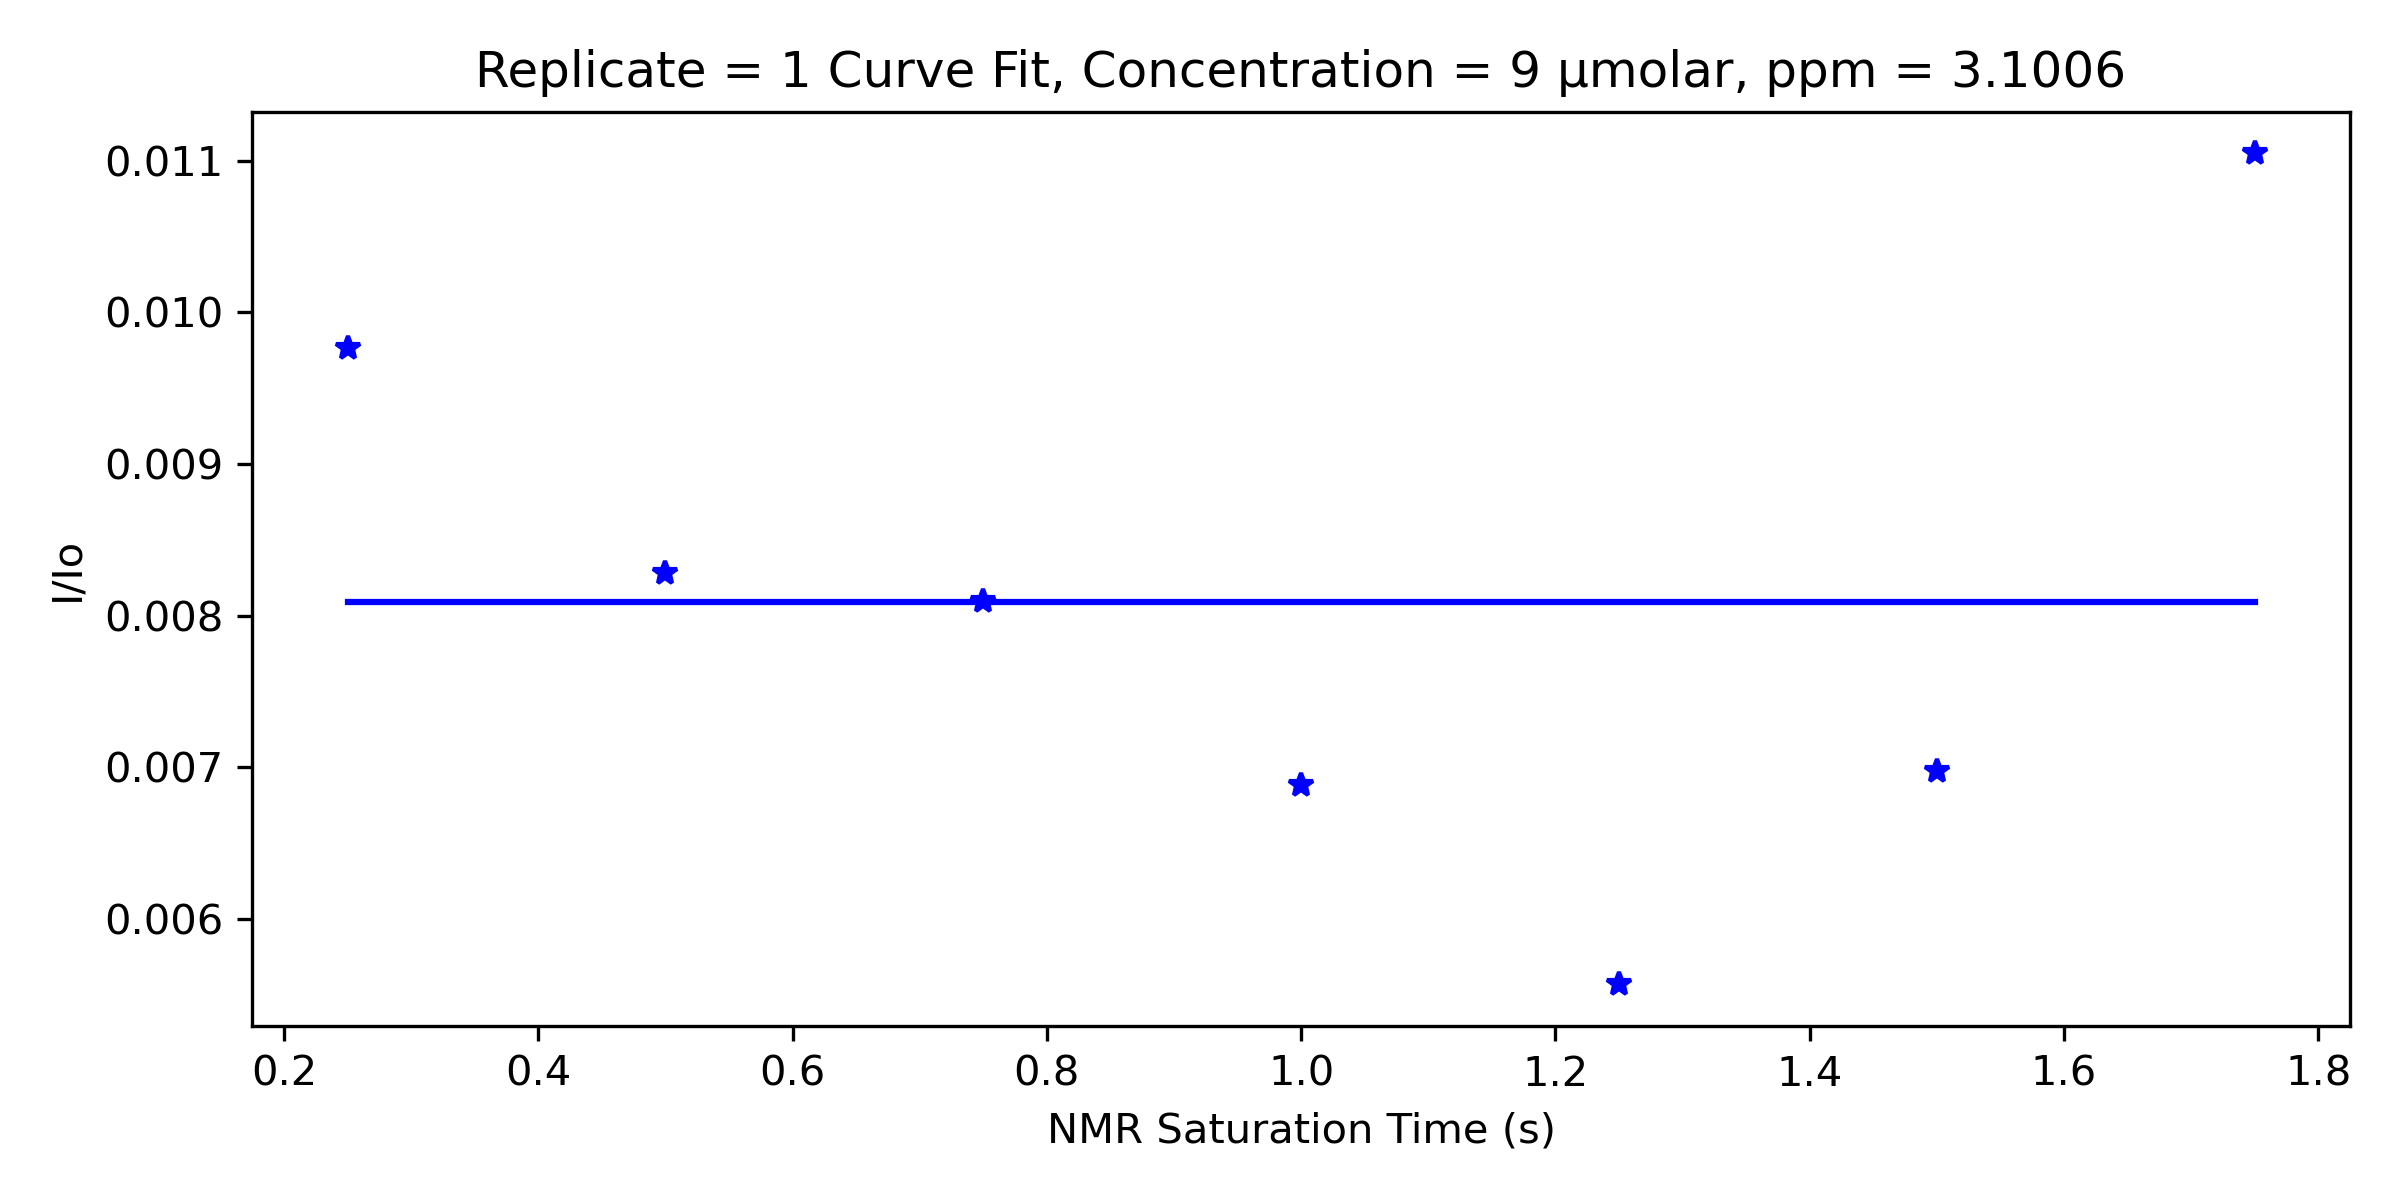 Replicate = 1 Curve Fit, Concentration = 9 μmolar, ppm = 3.1006
0.011
0.010
0.009
0.008
0.007
0.006
I/Io
0.2 0.4 0.6 0.8 1.0 1.2 1.4 1.6 1.8
NMR Saturation Time (s)